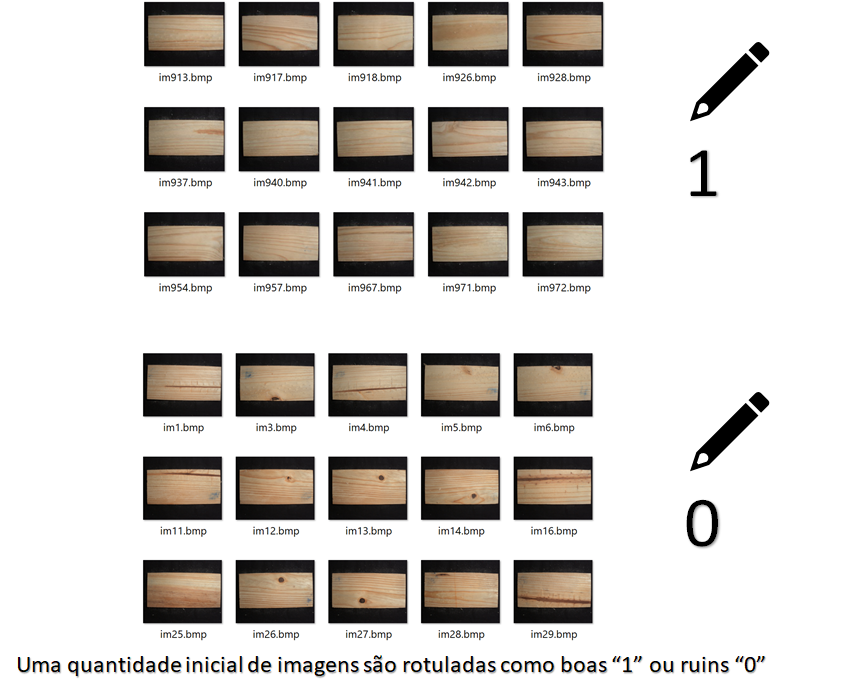 im913.bmp im917.bmp im918.bmp im926.bmp im928.bmp
im937.bmp im940.bmp im941.bmp im942.bmp im943.bmp
1
im954.bmp im957.bmp im967.bmp im971.bmp im972.bmp
im1.bmp im3.bmp im4.bmp im5.bmp im6.bmp
im11.bmp im12.bmp im13.bmp im14.bmp im16.bmp
0
im25.bmp im26.bmp im27.bmp im28.bmp im29.bmp
Uma quantidade inicial de imagens são rotuladas como boas “1” ou ruins “0”